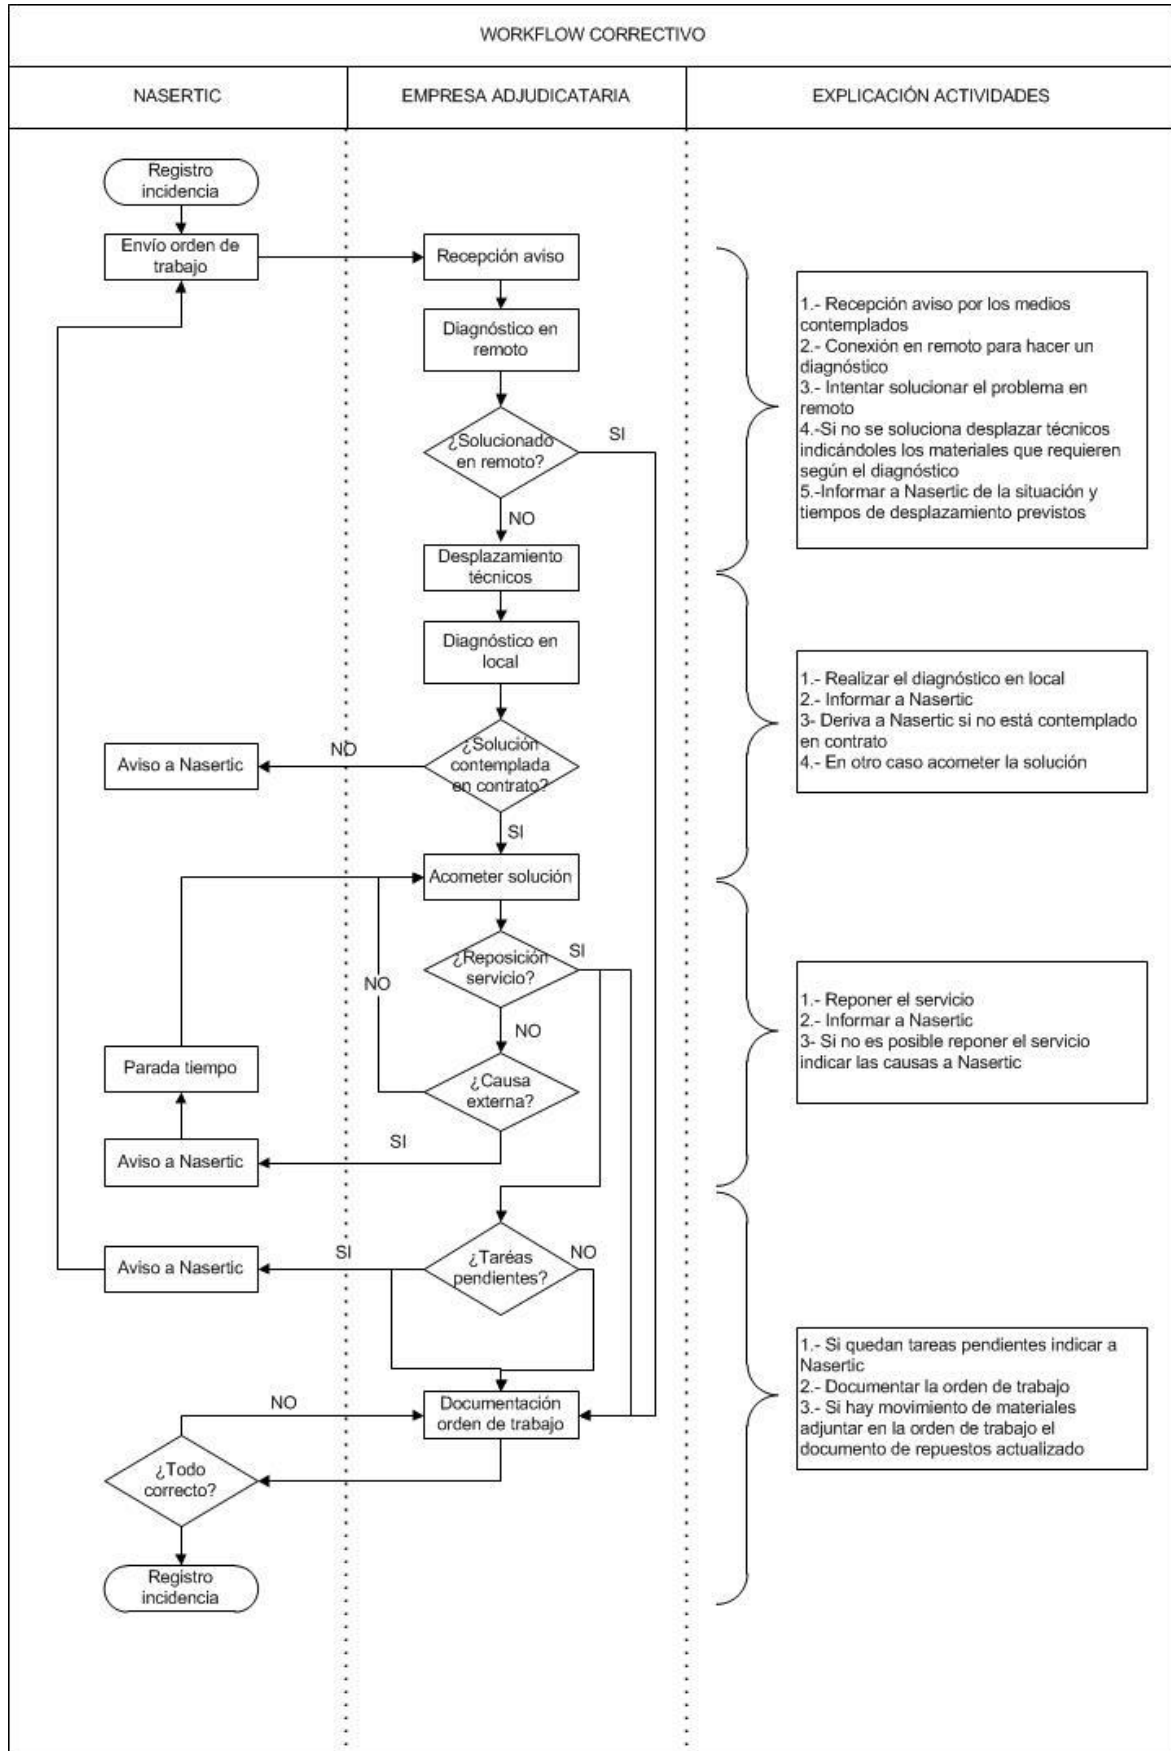 WORKFLOW CORRECTIVO
NASERTIC
EMPRESA ADJUDICATARIA
EXPLICACIÓN ACTIVIDADES
Registro
incidencia
Envío orden de
trabajo
Recepción aviso
Diagnóstico en
remoto
¿Solucionado
en remoto?
SI
NO
Desplazamiento
técnicos
Diagnóstico en
local
¿Solución
contemplada
en contrato?
NO
Aviso a Nasertic
SI
Acometer solución
¿Reposición
servicio?
SI
NO
NO
¿Causa
externa?
Parada tiempo
SI
Aviso a Nasertic
¿Taréas
pendientes?
SI
NO
Aviso a Nasertic
Documentación
orden de trabajo
NO
¿Todo
correcto?
Registro
incidencia
1.- Recepción aviso por los medios
contemplados
2.- Conexión en remoto para hacer un
diagnóstico
3.- Intentar solucionar el problema en
remoto
4.-Si no se soluciona desplazar técnicos
indicándoles los materiales que requieren
según el diagnóstico
5.-Informar a Nasertic de la situación y
tiempos de desplazamiento previstos
1.- Realizar el diagnóstico en local
2.- Informar a Nasertic
3- Deriva a Nasertic si no está contemplado
en contrato
4.- En otro caso acometer la solución
1.- Reponer el servicio
2.- Informar a Nasertic
3- Si no es posible reponer el servicio
indicar las causas a Nasertic
1.- Si quedan tareas pendientes indicar a
Nasertic
2.- Documentar la orden de trabajo
3.- Si hay movimiento de materiales
adjuntar en la orden de trabajo el
documento de repuestos actualizado